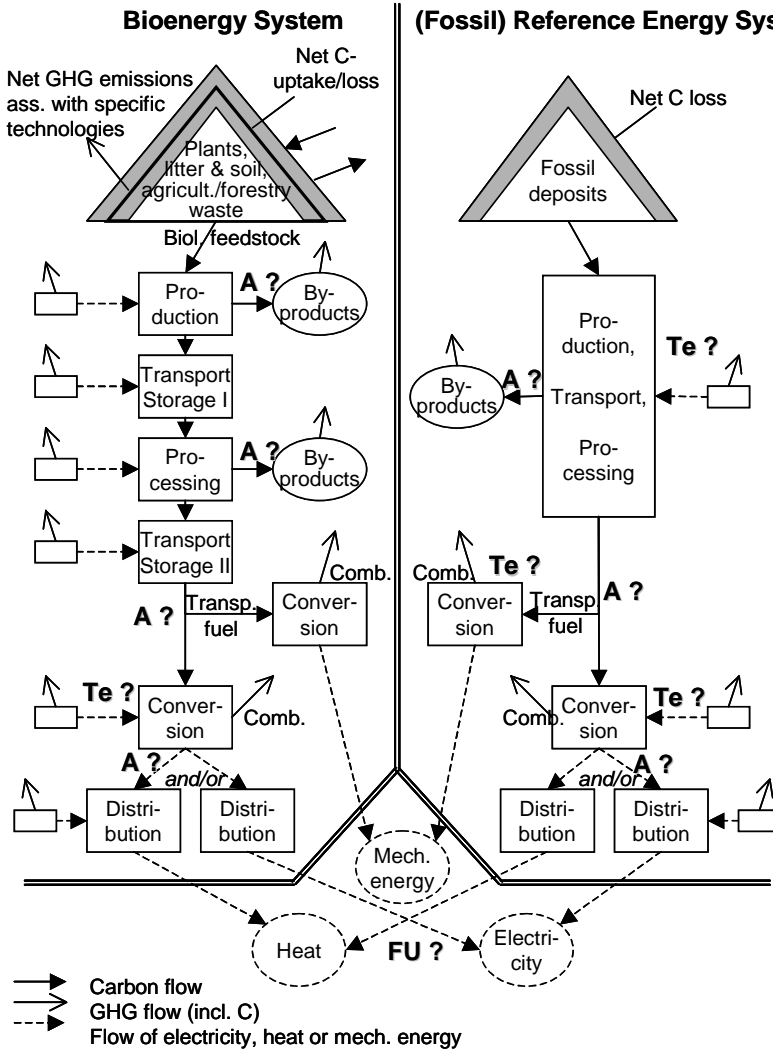 Bioenergy System
(Fossil) Reference Energy Sys
Net GHG emissions
ass. with specific
technologies
Net C-
uptake/loss
Plants,
litter & soil,
agricult./forestry
waste
Biol. feedstock
Net C loss
Fossil
deposits
Pro-
duction
A ?
By-
products
Transport
Storage I
Pro-
cessing
A ?
By-
products
Transport
Storage II
A ?
Transp.
fuel
Comb.
Conver-
sion
Te ?
Conver-
sion
Comb.
A ?
and/or
Distri-
bution
Distri-
bution
Pro-
duction,
Transport,
Pro-
cessing
Te ?
A ?
By-
products
Comb.
Te ?
Conver-
sion
Transp.
fuel
A ?
Comb.
Conver-
sion
Te ?
A ?
and/or
Distri-
bution
Distri-
bution
Mech.
energy
Heat
FU ?
Electri-
city
Carbon flow
GHG flow (incl. C)
Flow of electricity, heat or mech. energy